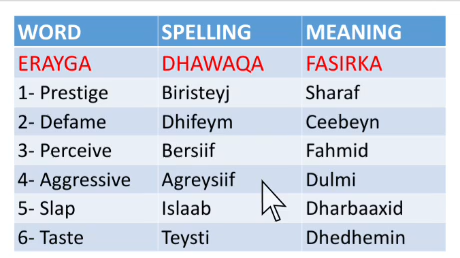 WORD SPELLING MEANING
ERAYGA DHAWAQA FASIRKA
1- Prestige Biristeyj Sharaf
2- Defame Dhifeym Ceebeyn
3- Perceive Bersiif Fahmid
4- Aggressive Agreysiif Dulmi
5- Slap Islaab Dharbaaxid
6- Taste Teysti Dhedhemin